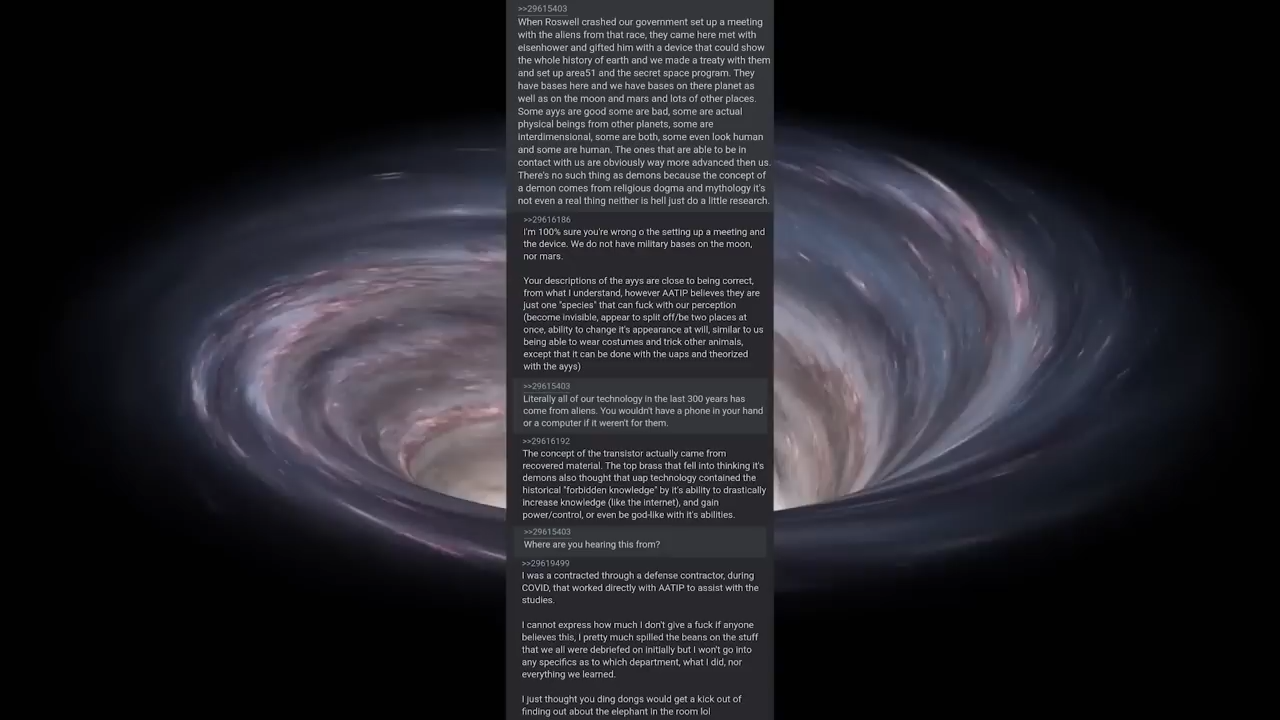 >>29615403
When Roswell crashed our government set up a meeting
with the aliens from that race, they came here met with
eisenhower and gifted him with a device that could show
the whole history of earth and we made a treaty with them
and set up area51 and the secret space program. They
have bases here and we have bases on there planet as
well as on the moon and mars and lots of other places.
Some ayys are good some are bad, some are actual
physical beings from other planets, some are
interdimensional, some are both, some even look human
and some are human. The ones that are able to be in
contact with us are obviously way more advanced then us.
There's no such thing as demons because the concept of
a demon comes from religious dogma and mythology it's
not even a real thing neither is hell just do a little research.
>>29616186
I'm 100% sure you're wrong o the setting up a meeting and
the device. We do not have military bases on the moon,
nor mars.
Your descriptions of the ayys are close to being correct,
from what I understand, however AATIP believes they are
just one "species" that can fuck with our perception
(become invisible, appear to split off/be two places at
once, ability to change it's appearance at will, similar to us
being able to wear costumes and trick other animals,
except that it can be done with the uaps and theorized
with the ayys)
>>29615403
Literally all of our technology in the last 300 years has
come from aliens. You wouldn't have a phone in your hand
or a computer if it weren't for them.
>>29616192
The concept of the transistor actually came from
recovered material. The top brass that fell into thinking it's
demons also thought that uap technology contained the
historical "forbidden knowledge" by it's ability to drastically
increase knowledge (like the internet), and gain
power/control, or even be god-like with it's abilities.
>>29615403
Where are you hearing this from?
>>29619499
I was a contracted through a defense contractor, during
COVID, that worked directly with AATIP to assist with the
studies.
I cannot express how much I don't give a fuck if anyone
believes this, I pretty much spilled the beans on the stuff
that we all were debriefed on initially but I won't go into
any specifics as to which department, what I did, nor
everything we learned.
I just thought you ding dongs would get a kick out of
finding out about the elephant in the room lol